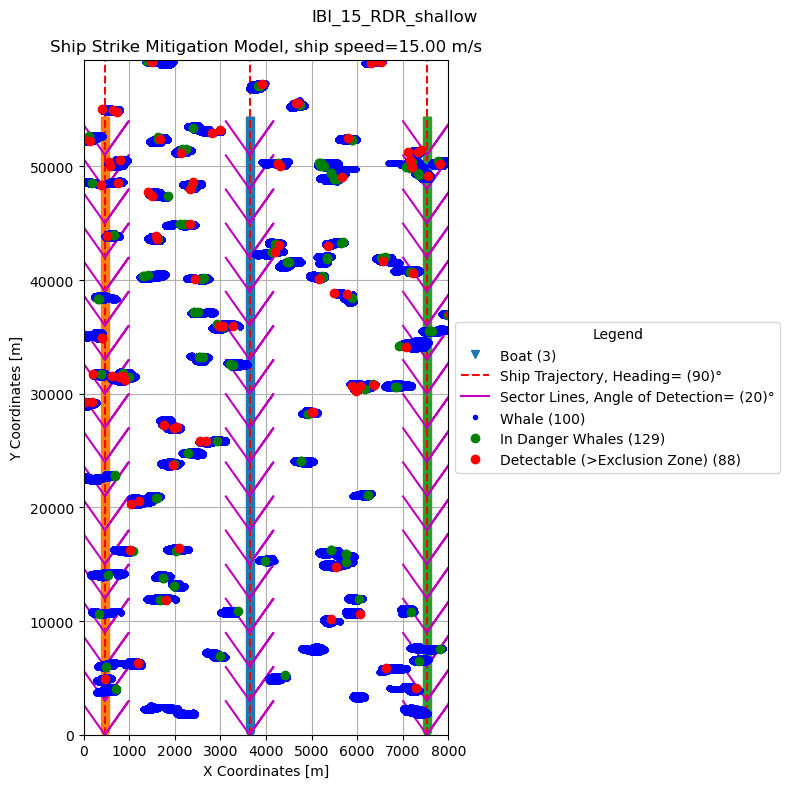 IBI_15_RDR_shallow
Ship Strike Mitigation Model, ship speed=15.00 m/s
Y Coordinates [m]
50000
40000
30000
20000
10000
0
0 1000 2000 3000 4000 5000 6000 7000 8000
X Coordinates [m]
Legend
Boat (3)
Ship Trajectory, Heading= (90)°
Sector Lines, Angle of Detection= (20)°
Whale (100)
In Danger Whales (129)
Detectable (>Exclusion Zone) (88)